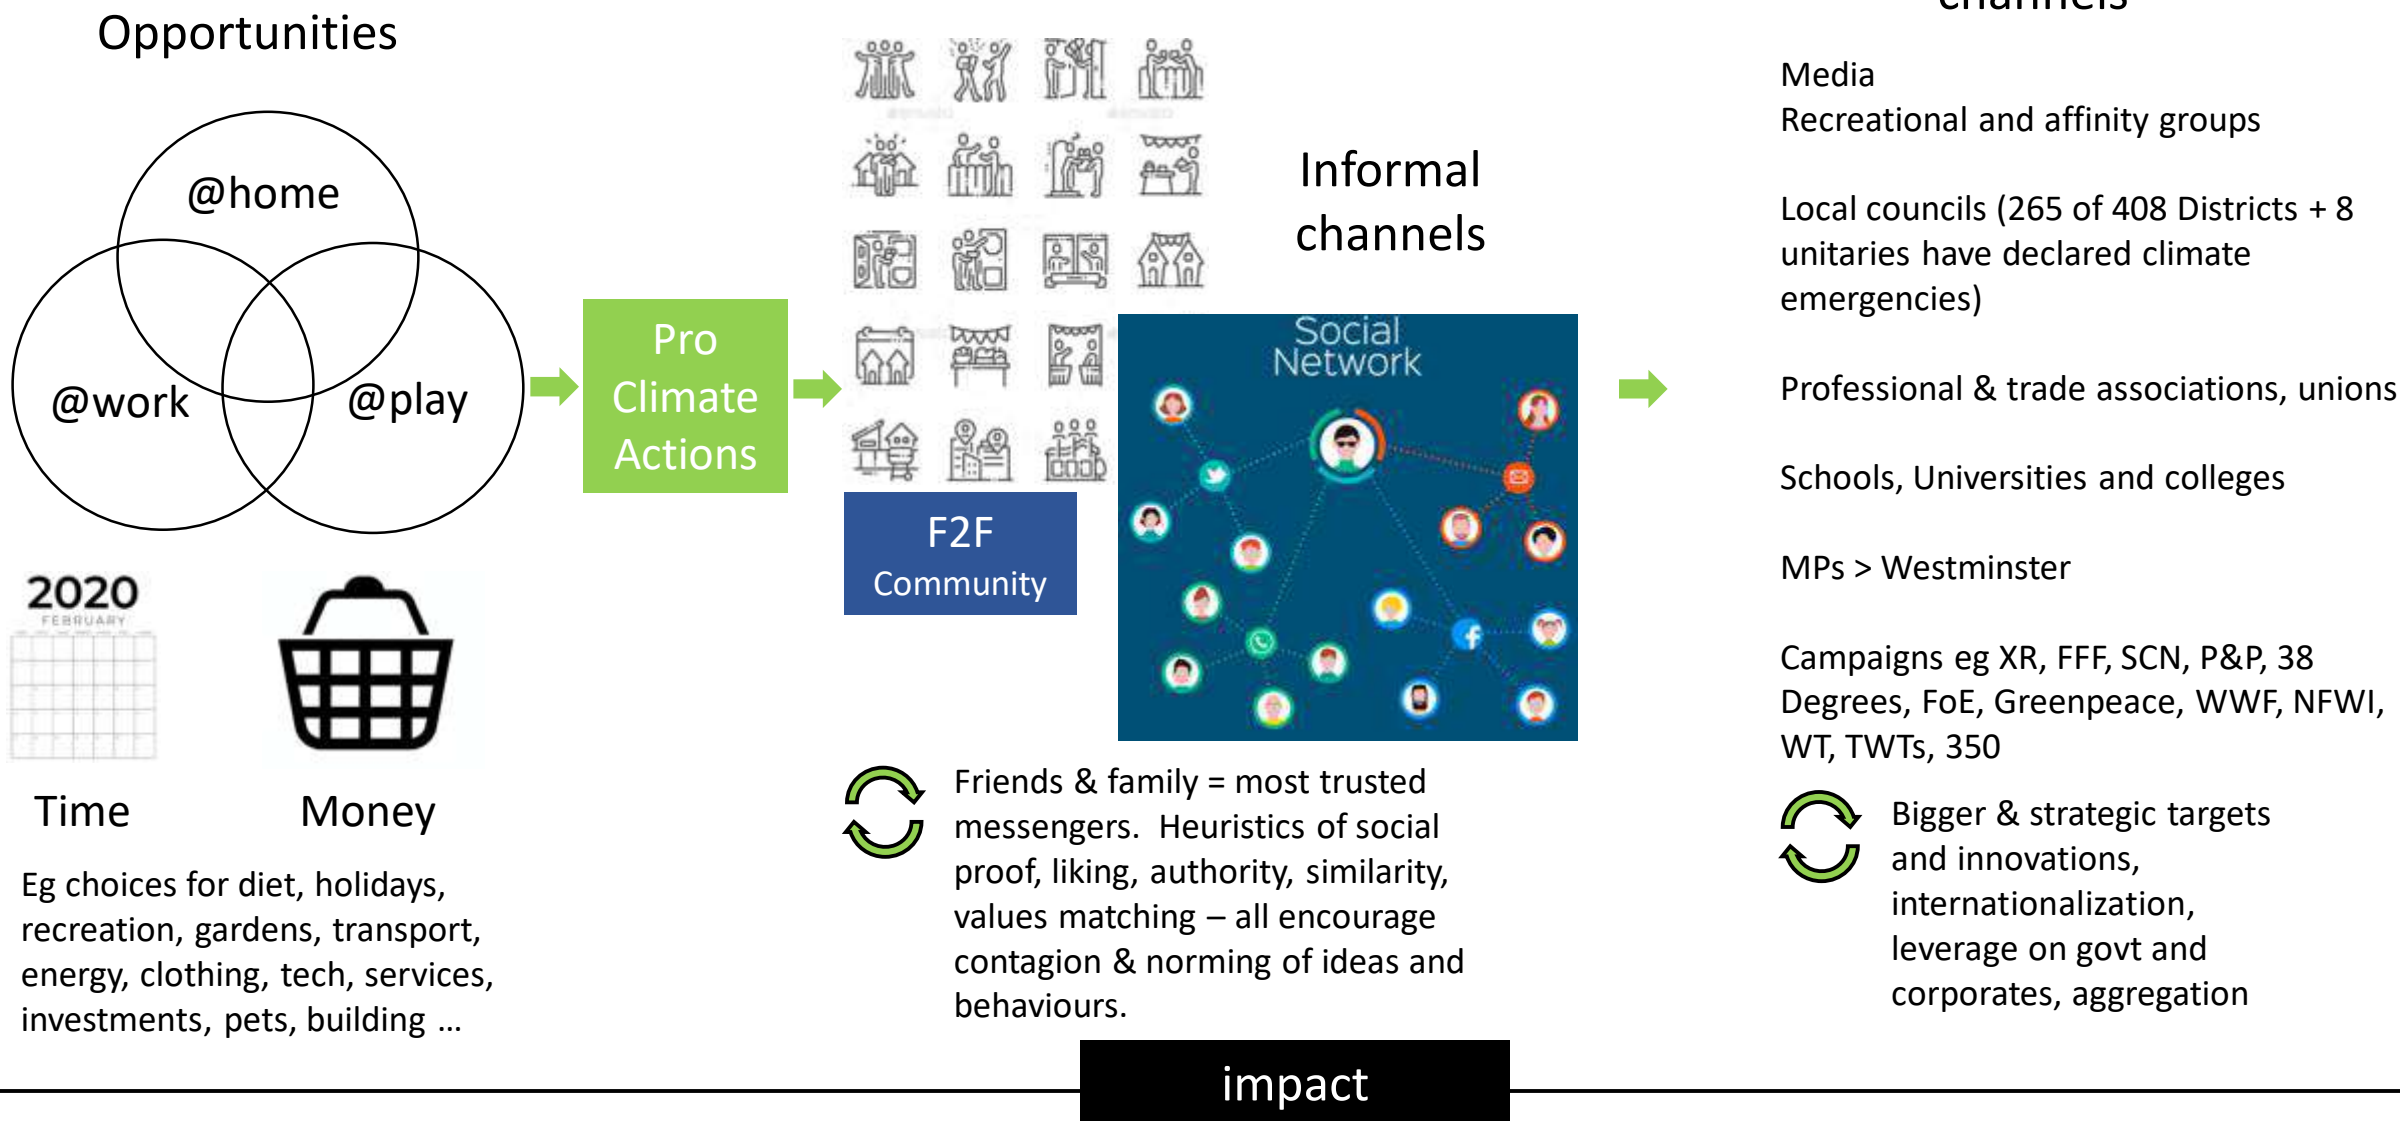 Opportunities
@home
@work
@play
2020
FEBRUARY
Time
Money
Eg choices for diet, holidays,
recreation, gardens, transport,
energy, clothing, tech, services,
investments, pets, building ...
Pro
Climate
Actions
F2F
Community
Informal
channels
Social
Network
Friends & family = most trusted
messengers.  Heuristics of social
proof, liking, authority, similarity,
values matching – all encourage
contagion & norming of ideas and
behaviours.
channels
Media
Recreational and affinity groups
Local councils (265 of 408 Districts + 8
unitaries have declared climate
emergencies)
Professional & trade associations, unions
Schools, Universities and colleges
MPs > Westminster
Campaigns eg XR, FFF, SCN, P&P, 38
Degrees, FoE, Greenpeace, WWF, NFWI,
WT, TWTs, 350
Bigger & strategic targets
and innovations,
internationalization,
leverage on govt and
corporates, aggregation
impact